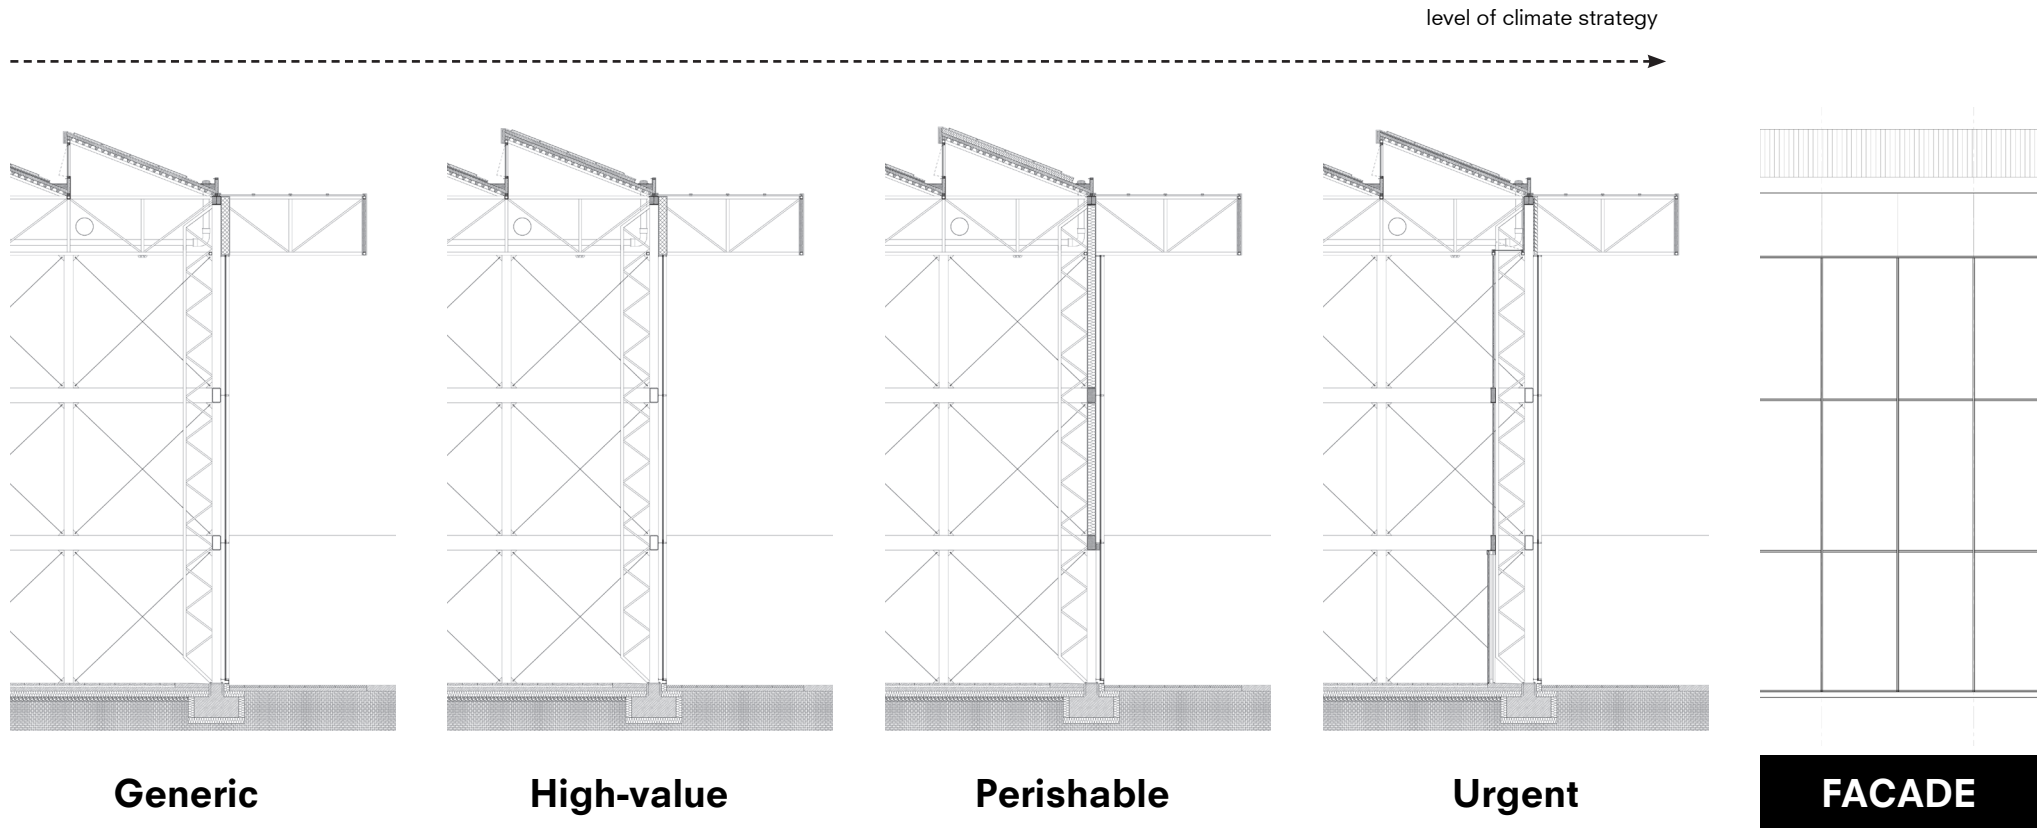 level of climate strategy
Generic
High-value
Perishable
Urgent
FACADE